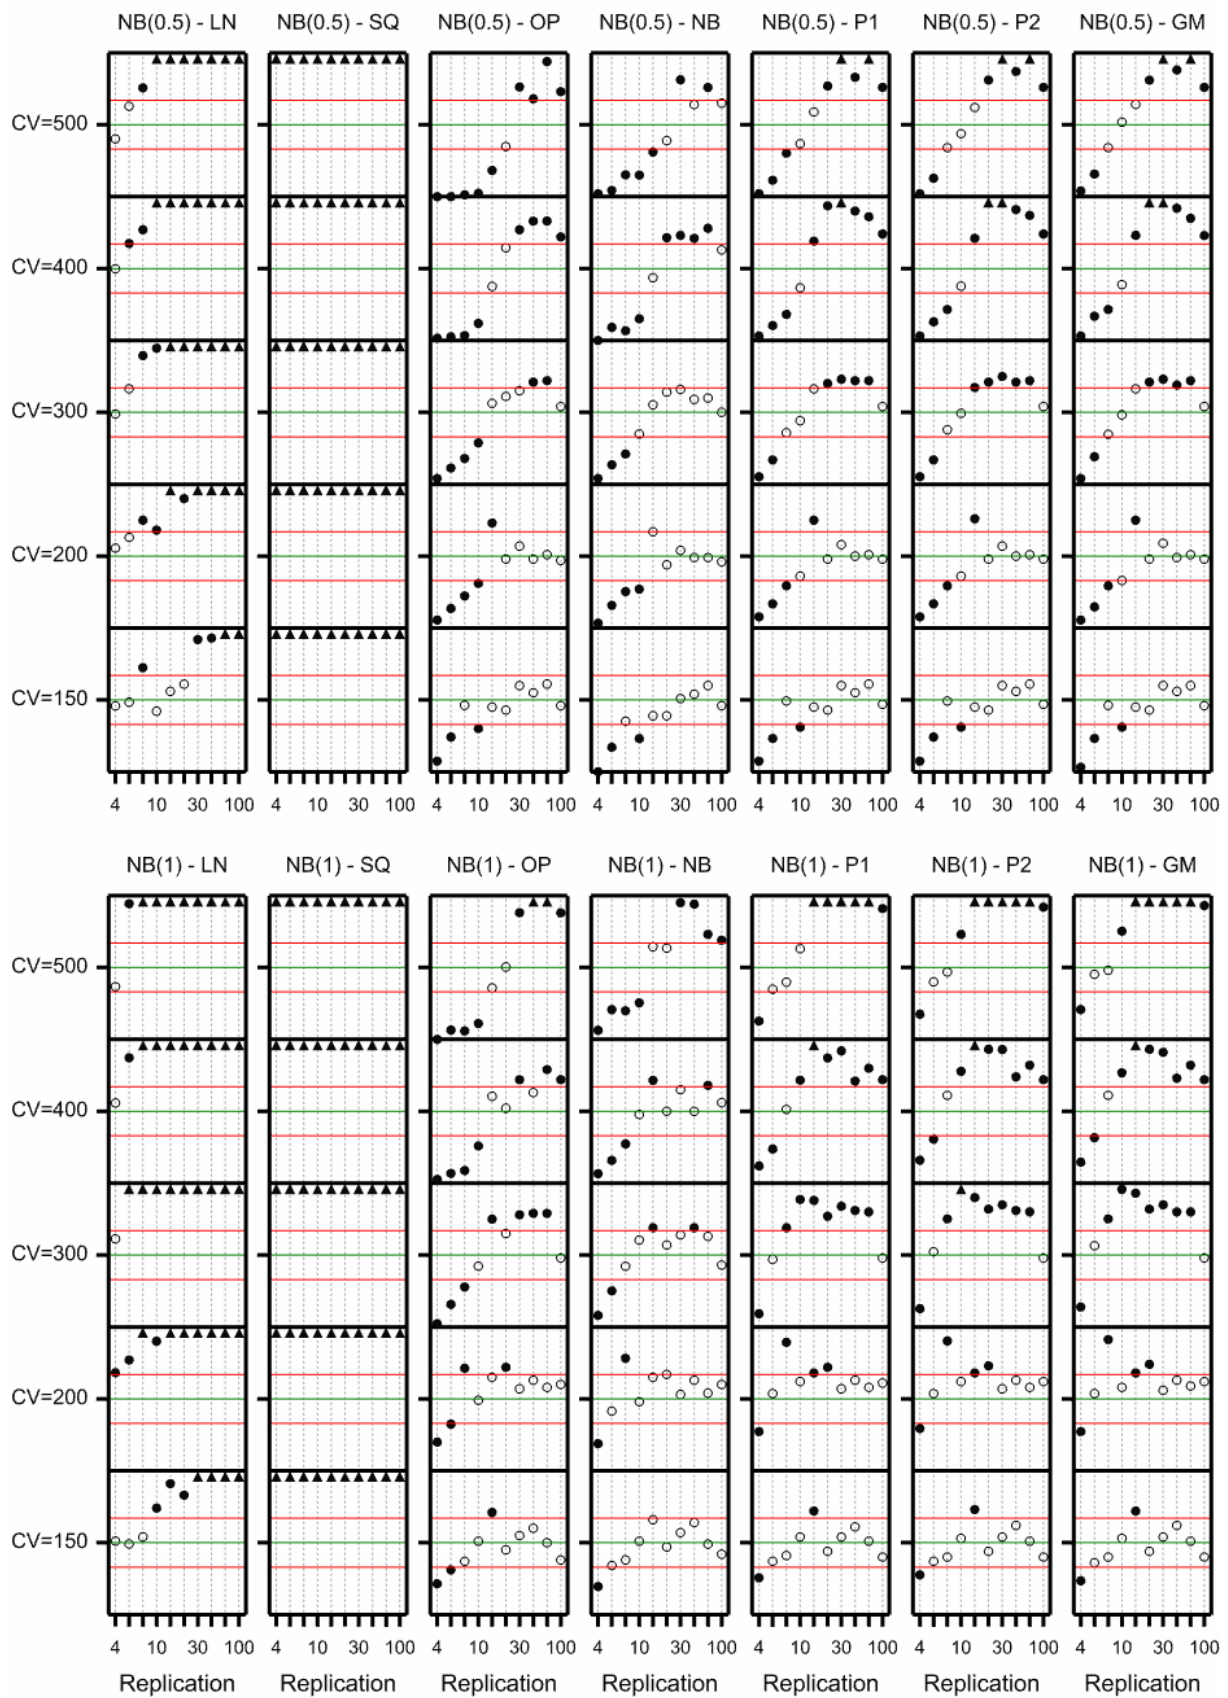 NB(0.5) - LN NB(0.5) - SQ NB(0.5) - OP NB(0.5) - NB NB(0.5) - P1 NB(0.5) - P2 NB(0.5) - GM
CV=500
CV=400
CV=300
CV=200
CV=150
4 10 30 100 4 10 30 100 4 10 30 100 4 10 30 100 4 10 30 100 4 10 30 100 4 10 30 100
NB(1) - LN NB(1) - SQ NB(1) - OP NB(1) - NB NB(1) - P1 NB(1) - P2 NB(1) - GM
CV=500
CV=400
CV=300
CV=200
CV=150
4 10 30 100 4 10 30 100 4 10 30 100 4 10 30 100 4 10 30 100 4 10 30 100 4 10 30 100
Replication Replication Replication Replication Replication Replication Replication